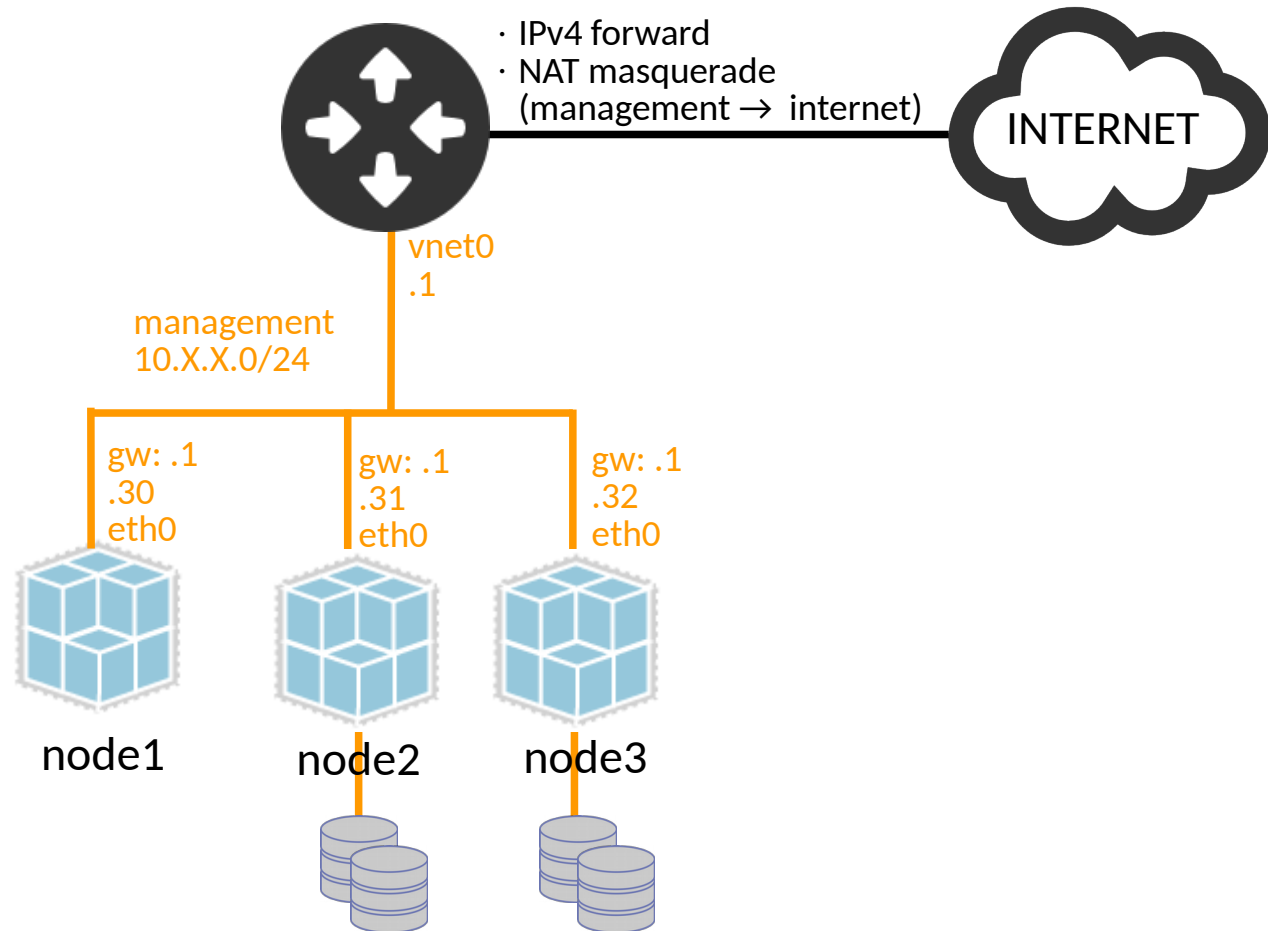 · IPv4 forward
· NAT masquerade
(management → internet)
INTERNET
vnet0
.1
management
10.X.X.0/24
gw: .1
.30
eth0
gw: .1
.31
eth0
gw: .1
.32
eth0
node1
node2
node3